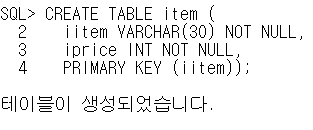 SQL> CREATE TABLE item (
  2    iitem VARCHAR(30) NOT NULL,
  3    iprice INT NOT NULL,
  4    PRIMARY KEY (iitem));
테이블이 생성되었습니다.